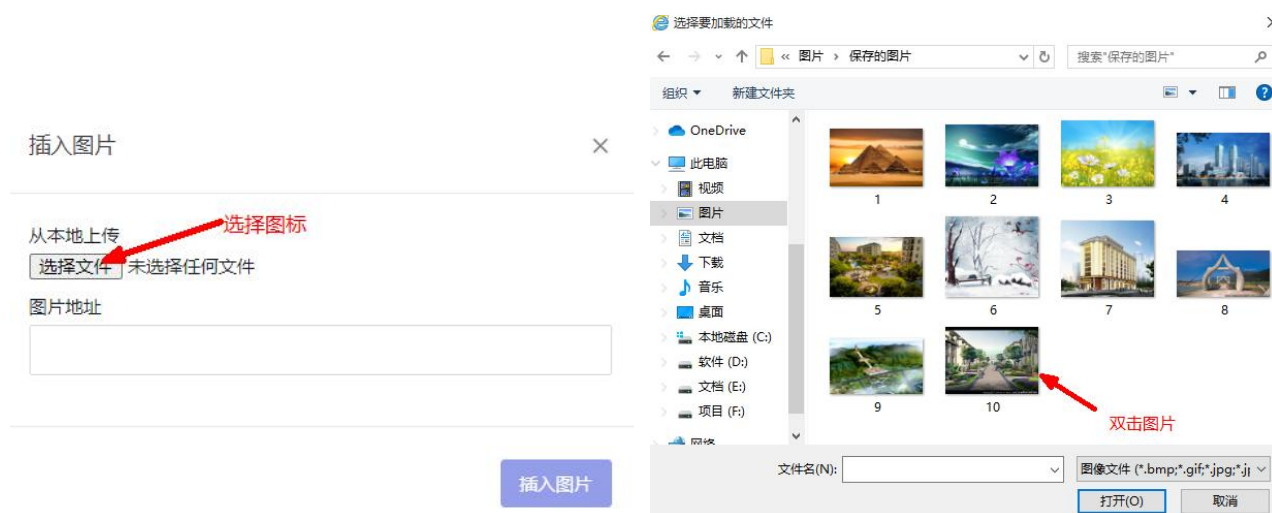 插入图片
从本地上传
选择图标
选择文件 未选择任何文件
图片地址
插入图片
选择要加载的文件
« 图片 › 保存的图片
搜索"保存的图片"
组织
新建文件夹
OneDrive
此电脑
视频
图片
文档
下载
音乐
桌面
本地磁盘 (C:)
软件 (D:)
文档 (E:)
项目 (F:)
网络
1
2
3
4
5
6
7
8
9
10
双击图片
文件名(N):
图像文件 (*.bmp;*.gif;*.jpg;*.j
打开(O)
取消